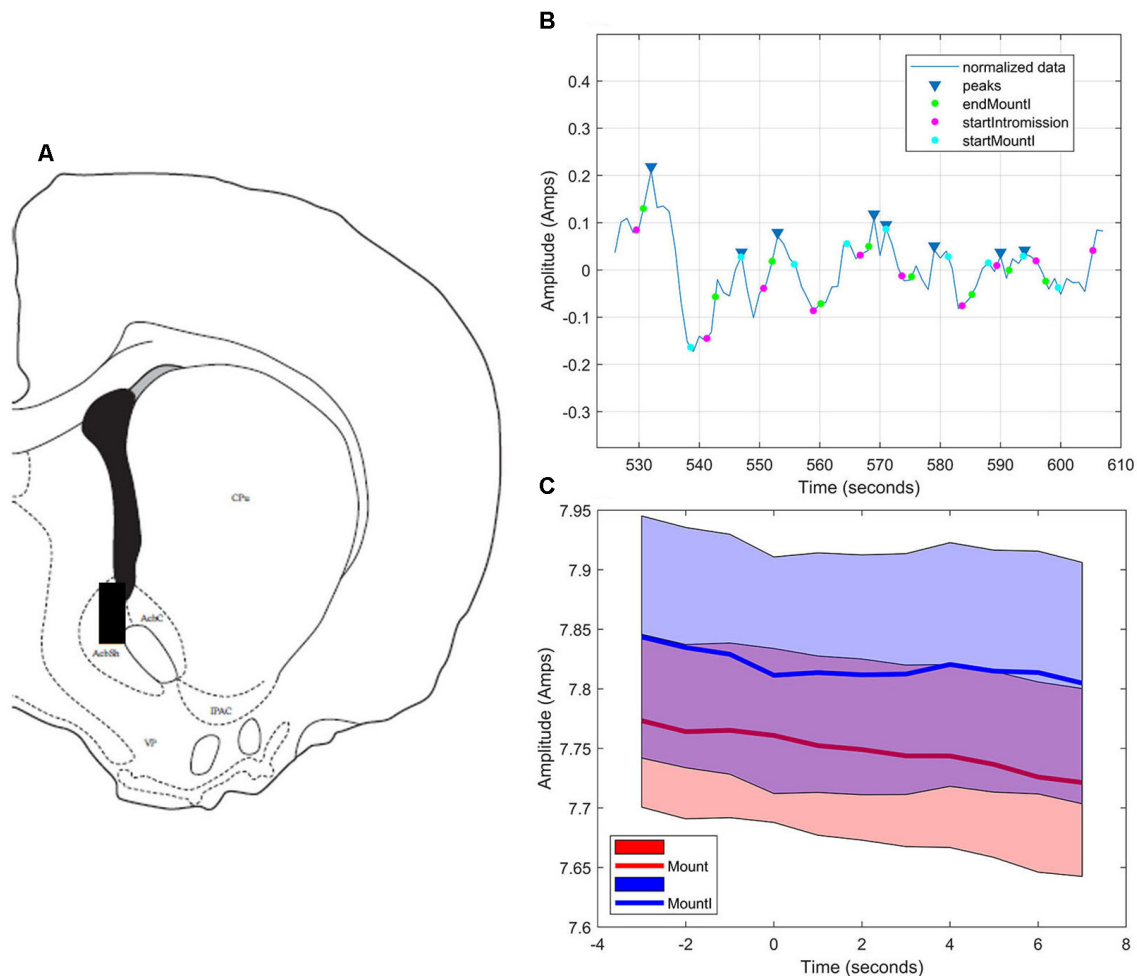 A
CPu
AcbC
AcbSh
IPAC
VP
B
normalized data
peaks
endMountI
startIntromission
startMountI
0.4
0.3
0.2
0.1
0
-0.1
-0.2
-0.3
Amplitude (Amps)
530 540 550 560 570 580 590 600 610
Time (seconds)
C
7.95
7.9
7.85
7.8
7.75
7.7
7.65
7.6
Amplitude (Amps)
Mount
MountI
-4 -2 0 2 4 6 8
Time (seconds)